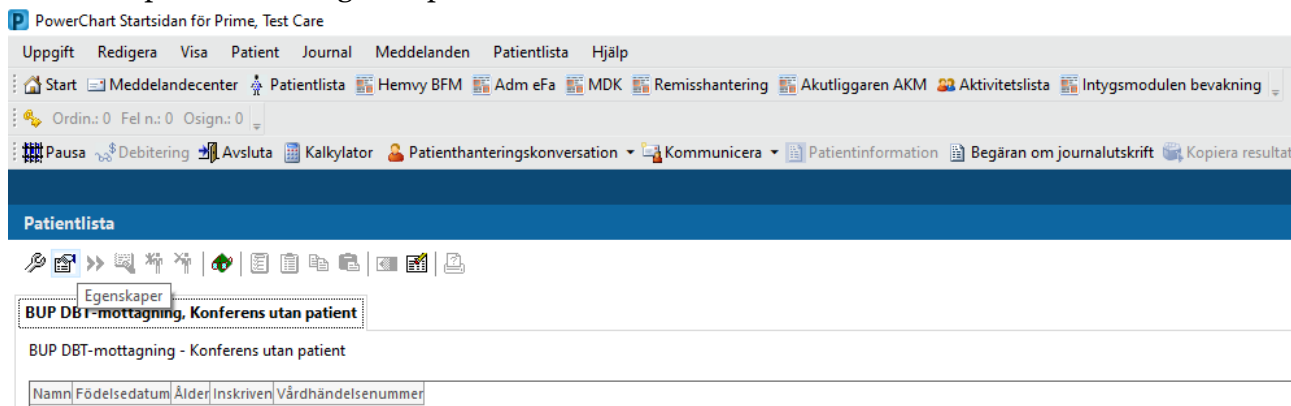 PowerChart Startsidan för Prime, Test Care
Uppgift Redigera Visa Patient Journal Meddelanden Patientlista Hjälp
Start Meddelandecenter Patientlista Hemvy BFM Adm eFa MDK Remisshantering Akutliggaren AKM Aktivitetslista Intygsmodulen bevakning
Ordin.: 0 Fel n.: 0 Osign.: 0
Pausa Debitering Avsluta Kalkylator Patienthanteringskonversation Kommunicera Patientinformation Begäran om journalutskrift Kopiera resultat
Patientlista
Egenskaper
BUP DBT-mottagning, Konferens utan patient
BUP DBT-mottagning - Konferens utan patient
Namn Födelsedatum Ålder Inskriven Vårdhändelsenummer